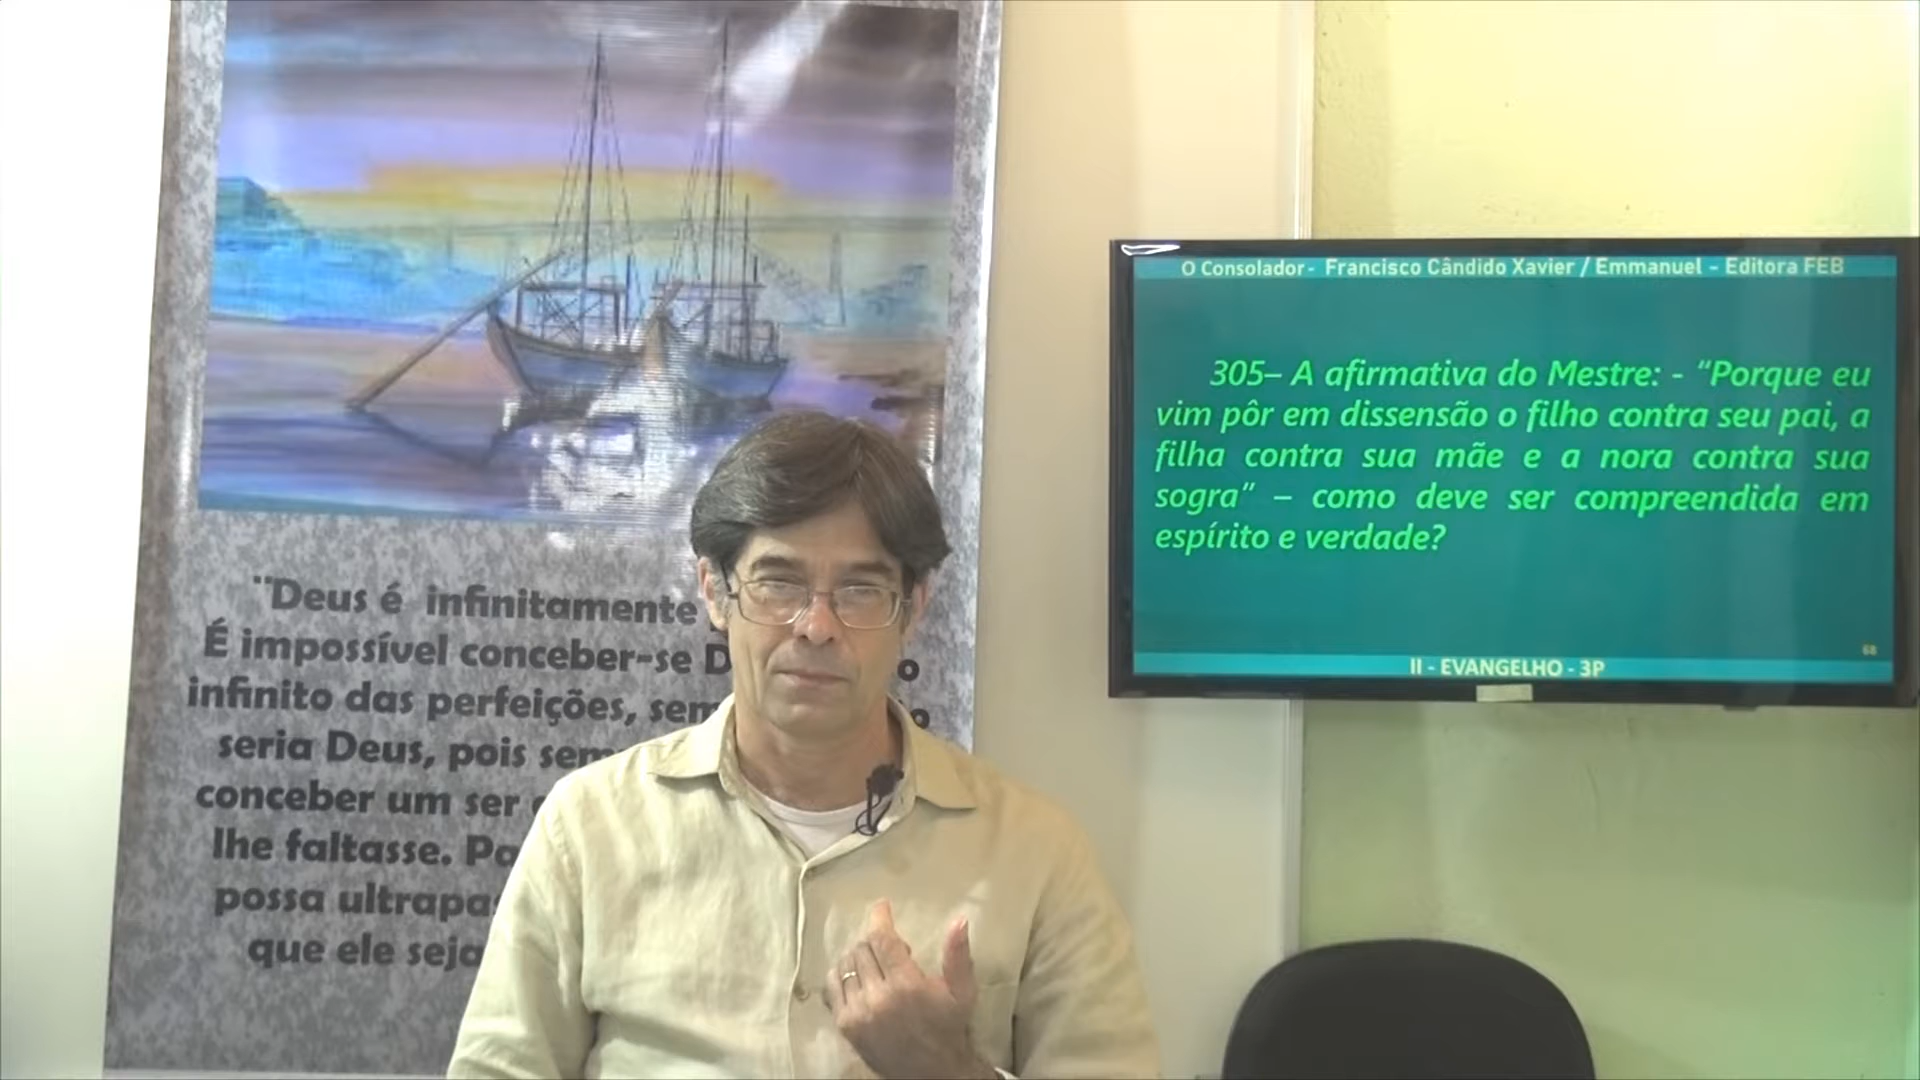 ¨Deus é infinitamente
É impossível conceber-se
infinito das perfeições, sem
seria Deus, pois
conceber um ser
lhe faltasse.
possa
que ele seja
O Consolador - Francisco Cândido Xavier / Emmanuel - Editora FEB
305– A afirmativa do Mestre: - “Porque eu
vim pôr em dissensão o filho contra seu pai, a
filha contra sua mãe e a nora contra sua
sogra” – como deve ser compreendida em
espírito e verdade?
68
II - EVANGELHO - 3P